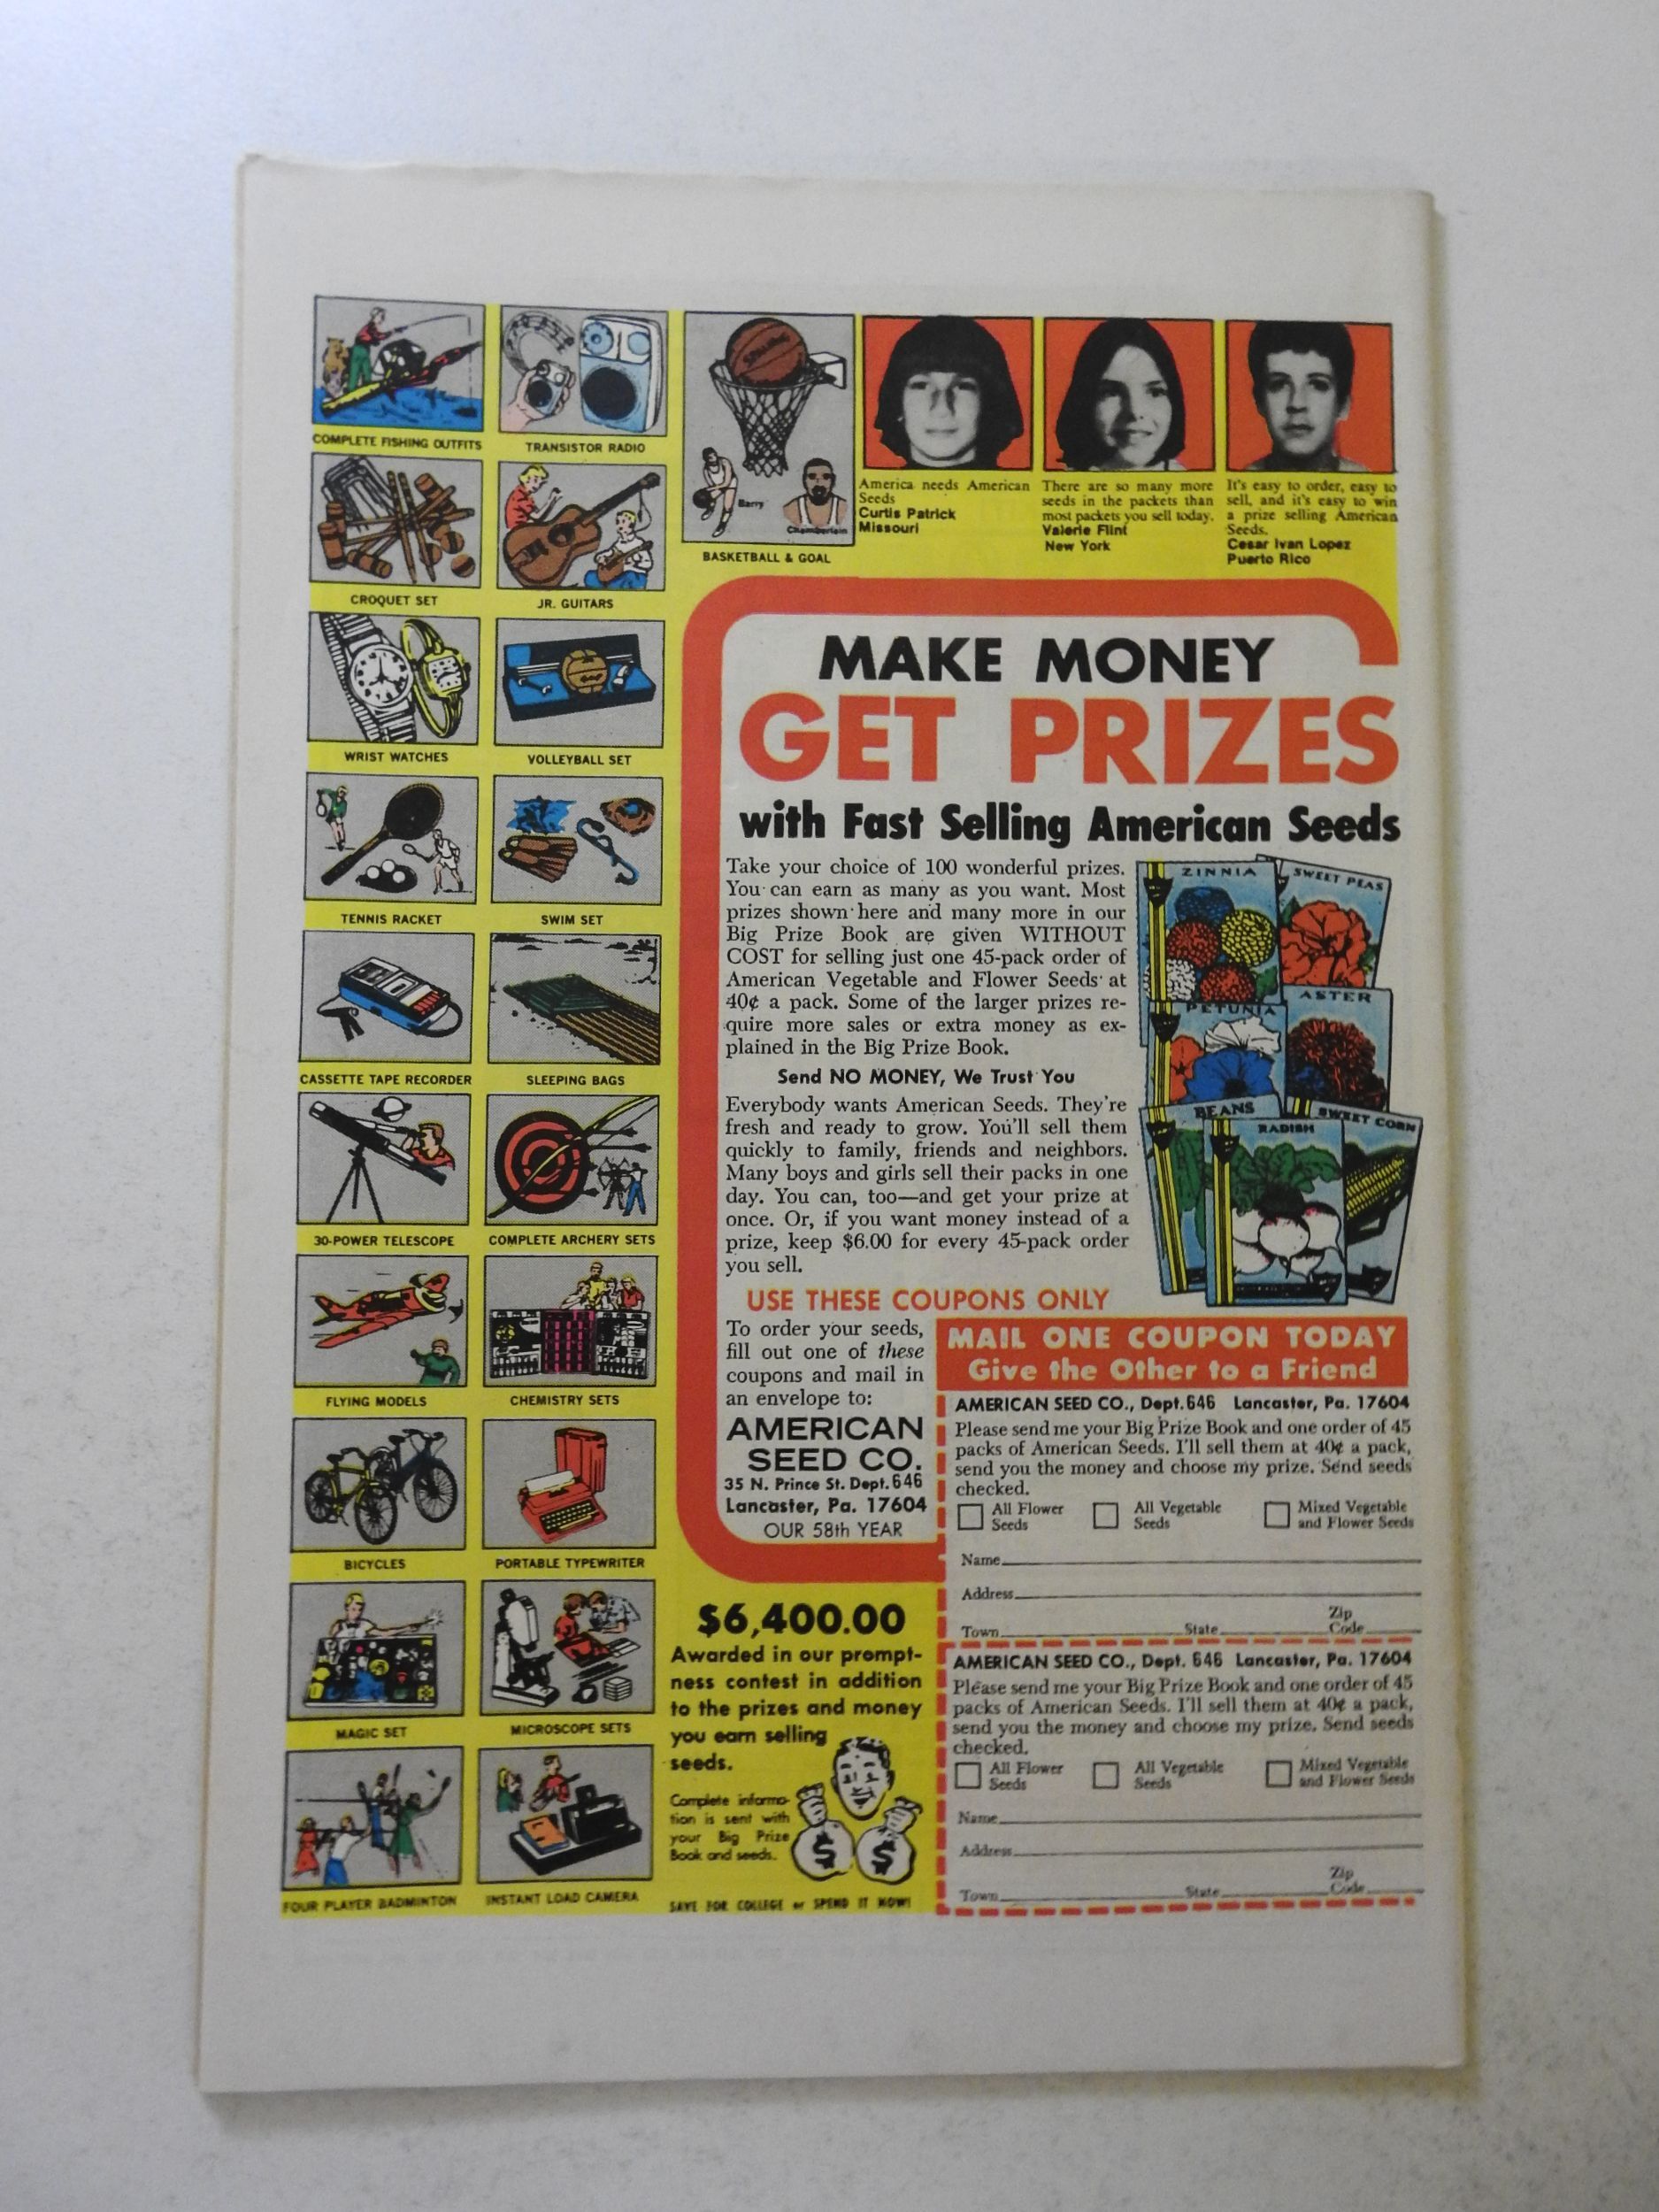 COMPLETE FISHING OUTFITS
TRANSISTOR RADIO
CROQUET SET
JR. GUITARS
WRIST WATCHES
VOLLEYBALL SET
TENNIS RACKET
SWIM SET
CASSETTE TAPE RECORDER
SLEEPING BAGS
30-POWER TELESCOPE
COMPLETE ARCHERY SETS
FLYING MODELS
CHEMISTRY SETS
BICYCLES
PORTABLE TYPEWRITER
MAGIC SET
MICROSCOPE SETS
FOUR PLAYER BADMINTON
INSTANT LOAD CAMERA
Spalding
Barry
Chamberlain
BASKETBALL & GOAL
America needs American
Seeds
Curtis Patrick
Missouri
There are so many more
seeds in the packets than
most packets you sell today.
Valerie Flint
New York
It's easy to order, easy to
sell, and it's easy to win
a prize selling American
Seeds.
Cesar Ivan Lopez
Puerto Rico
MAKE MONEY
GET PRIZES
with Fast Selling American Seeds
Take your choice of 100 wonderful prizes.
You can earn as many as you want. Most
prizes shown here and many more in our
Big Prize Book are given WITHOUT
COST for selling just one 45-pack order of
American Vegetable and Flower Seeds at
40¢ a pack. Some of the larger prizes re-
quire more sales or extra money as ex-
plained in the Big Prize Book.
Send NO MONEY, We Trust You
Everybody wants American Seeds. They're
fresh and ready to grow. You'll sell them
quickly to family, friends and neighbors.
Many boys and girls sell their packs in one
day. You can, too—and get your prize at
once. Or, if you want money instead of a
prize, keep $6.00 for every 45-pack order
you sell.
ZINNIA
SWEET PEAS
PETUNIA
ASTER
BEANS
RADISH
SWEET CORN
USE THESE COUPONS ONLY
To order your seeds,
fill out one of these
coupons and mail in
an envelope to:
AMERICAN
SEED CO.
35 N. Prince St. Dept. 646
Lancaster, Pa. 17604
OUR 58th YEAR
$6,400.00
Awarded in our prompt-
ness contest in addition
to the prizes and money
you earn selling
seeds.
Complete informa-
tion is sent with
your Big Prize
Book and seeds.
$ $
SAVE FOR COLLEGE or SPEND IT NOW!
MAIL ONE COUPON TODAY
Give the Other to a Friend
AMERICAN SEED CO., Dept. 646 Lancaster, Pa. 17604
Please send me your Big Prize Book and one order of 45
packs of American Seeds. I'll sell them at 40¢ a pack,
send you the money and choose my prize. Send seeds
checked.
All Flower
Seeds
All Vegetable
Seeds
Mixed Vegetable
and Flower Seeds
Name
Address
Town State Zip
Code
AMERICAN SEED CO., Dept. 646 Lancaster, Pa. 17604
Please send me your Big Prize Book and one order of 45
packs of American Seeds. I'll sell them at 40¢ a pack,
send you the money and choose my prize. Send seeds
checked.
All Flower
Seeds
All Vegetable
Seeds
Mixed Vegetable
and Flower Seeds
Name
Address
Town State Zip
Code